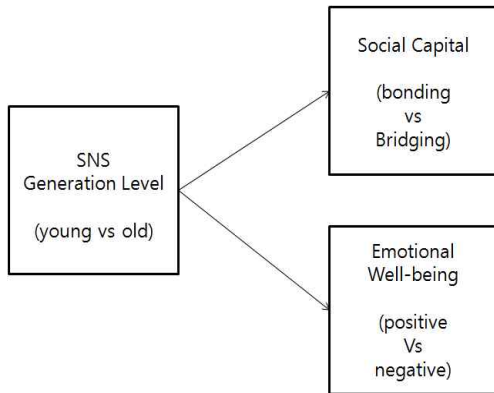 SNS
Generation Level
(young vs old)
Social Capital
(bonding
vs
Bridging)
Emotional
Well-being
(positive
Vs
negative)